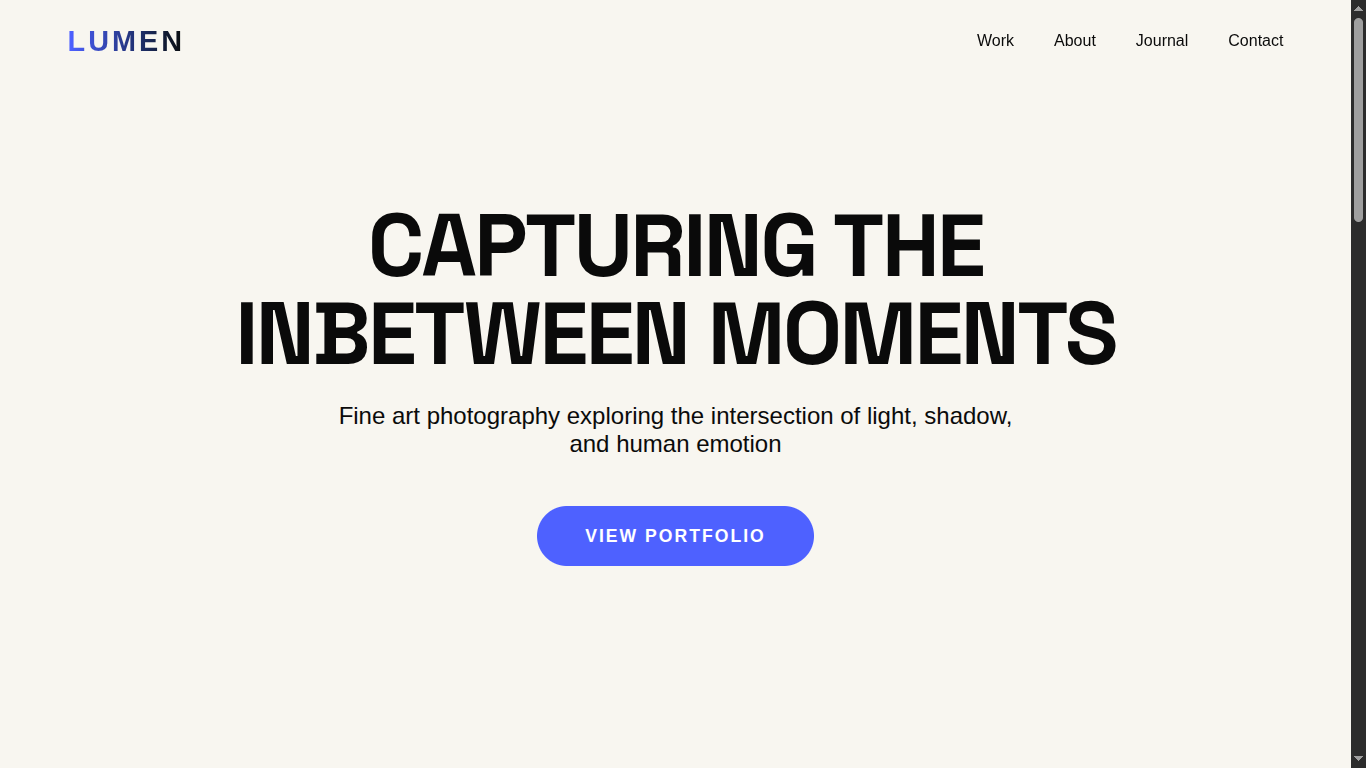 LUMEN
Work About Journal Contact
CAPTURING THE
INBETWEEN MOMENTS
Fine art photography exploring the intersection of light, shadow,
and human emotion
VIEW PORTFOLIO